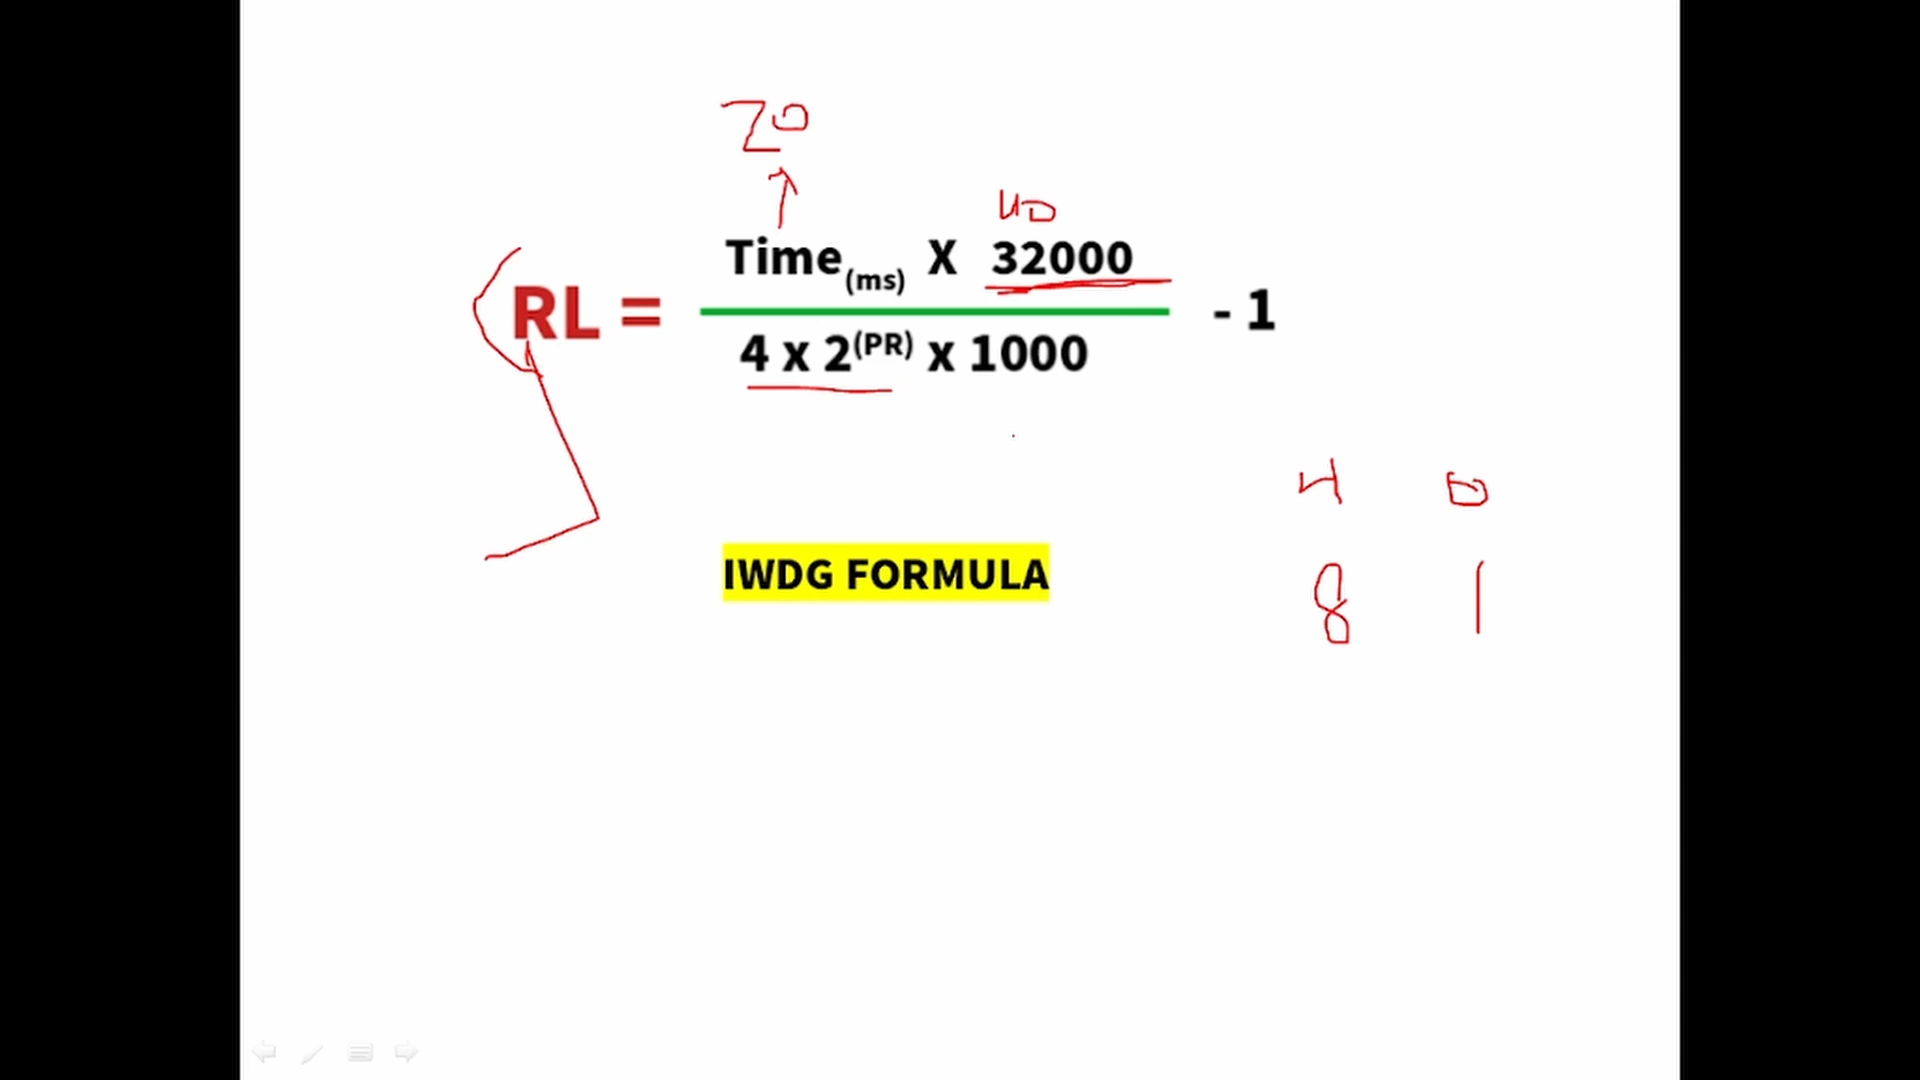 20
40
Time(ms) X 32000
RL = - 1
4 x 2(PR) x 1000
4 0
IWDG FORMULA
8 1